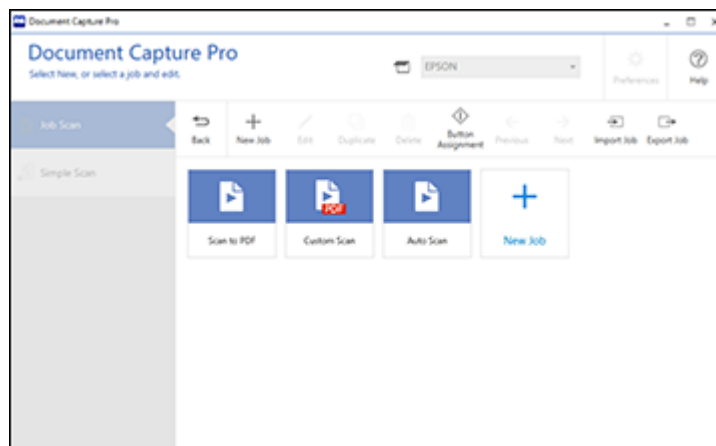 Document Capture Pro
Document Capture Pro
Select New, or select a job and edit.
EPSON
Preferences
Help
Job Scan
Simple Scan
Back
New Job
Edit
Duplicate
Delete
Button
Assignment
Previous
Next
Import Job
Export Job
Scan to PDF
PDF
Custom Scan
Auto Scan
New Job